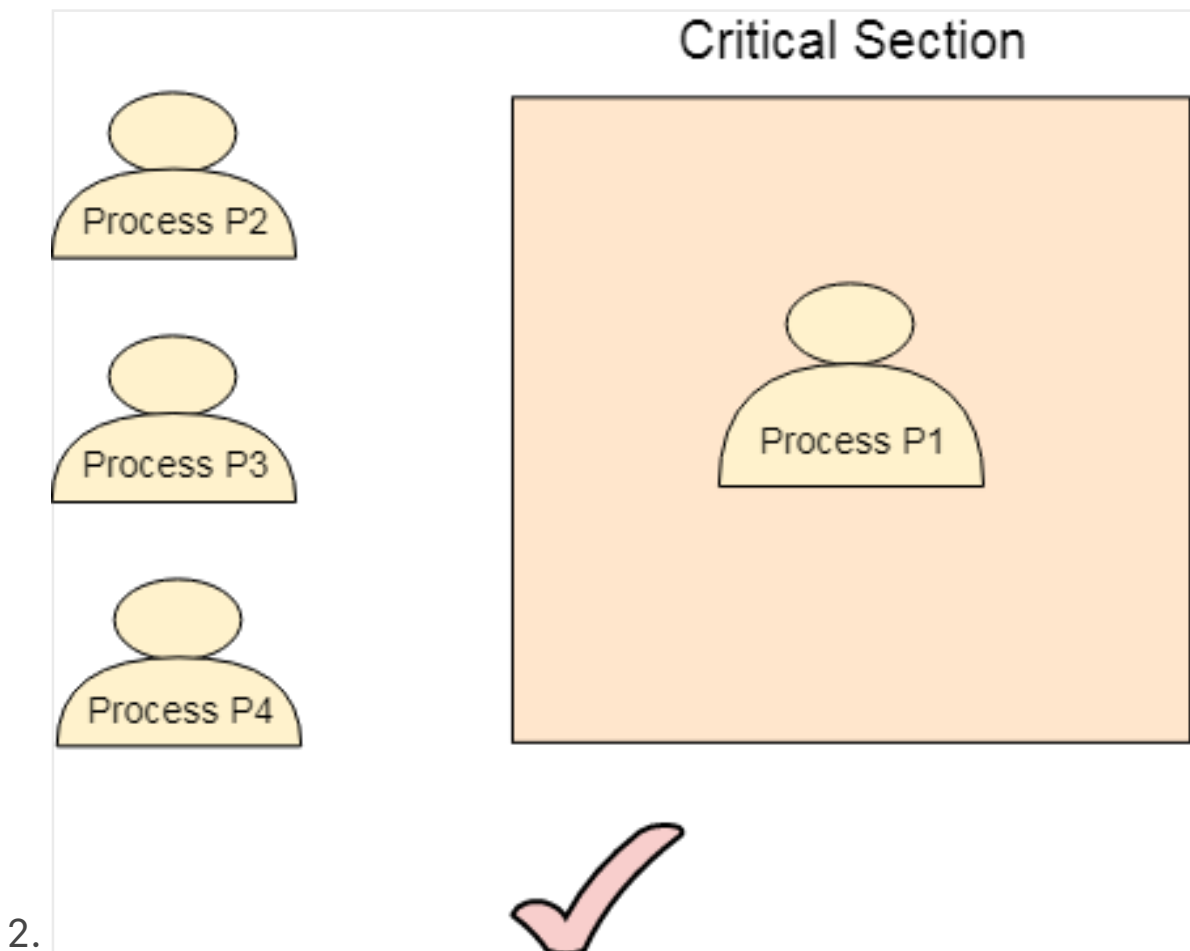 Critical Section
Process P2
Process P1
Process P3
Process P4
2.